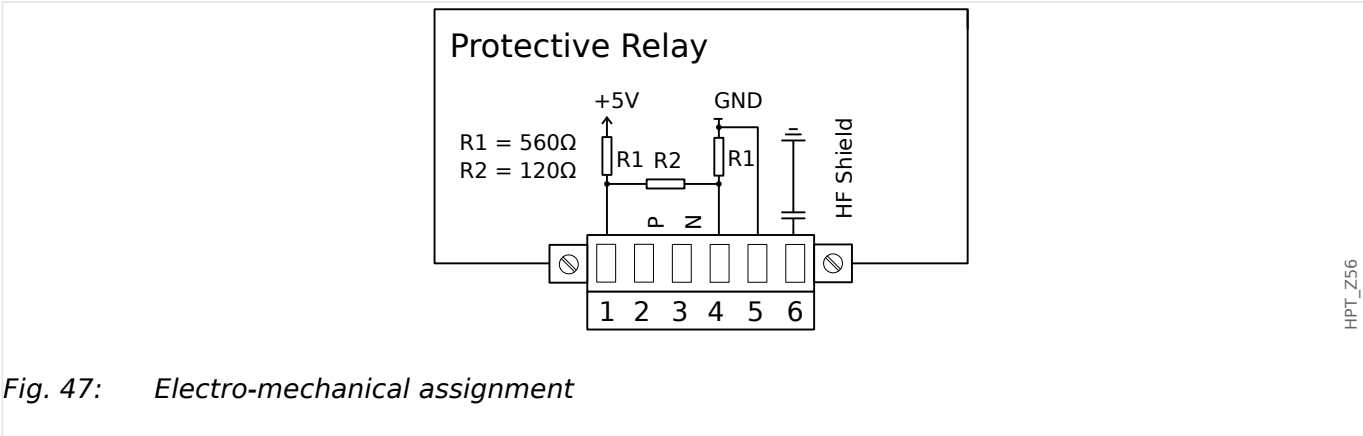 Protective Relay
+5V
GND
R1 = 560Ω
R2 = 120Ω
R1
R2
R1
HF Shield
P
N
1 2 3 4 5 6
HPT_Z56
Fig. 47: Electro-mechanical assignment